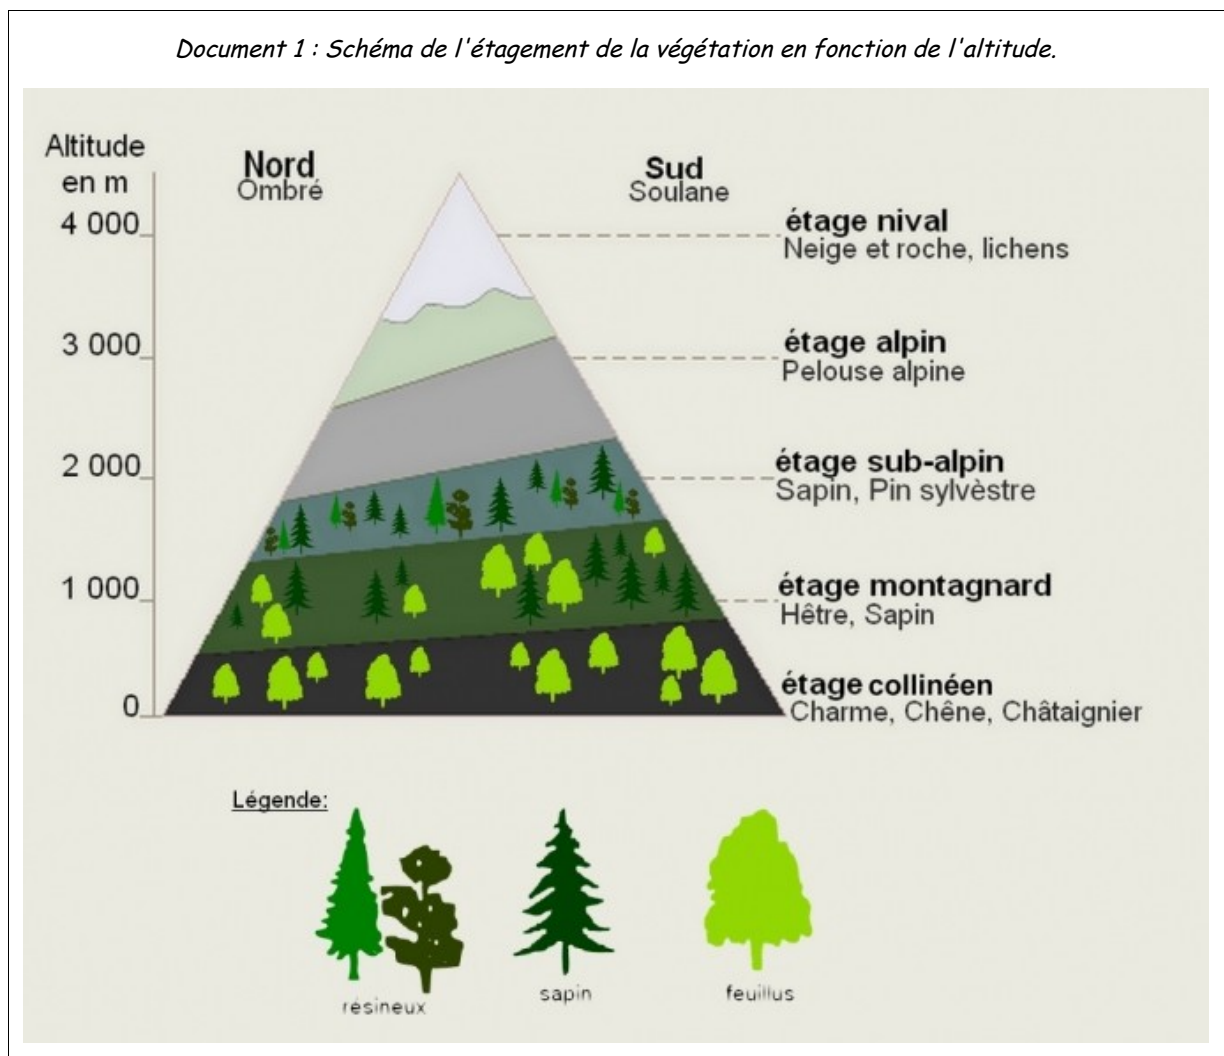 Document 1 : Schéma de l'étagement de la végétation en fonction de l'altitude.
Altitude
en m
Nord
Ombré
Sud
Soulane
4 000
étage nival
Neige et roche, lichens
3 000
étage alpin
Pelouse alpine
2 000
étage sub-alpin
Sapin, Pin sylvèstre
1 000
étage montagnard
Hêtre, Sapin
0
étage collinéen
Charme, Chêne, Châtaignier
Légende:
résineux
sapin
feuillus